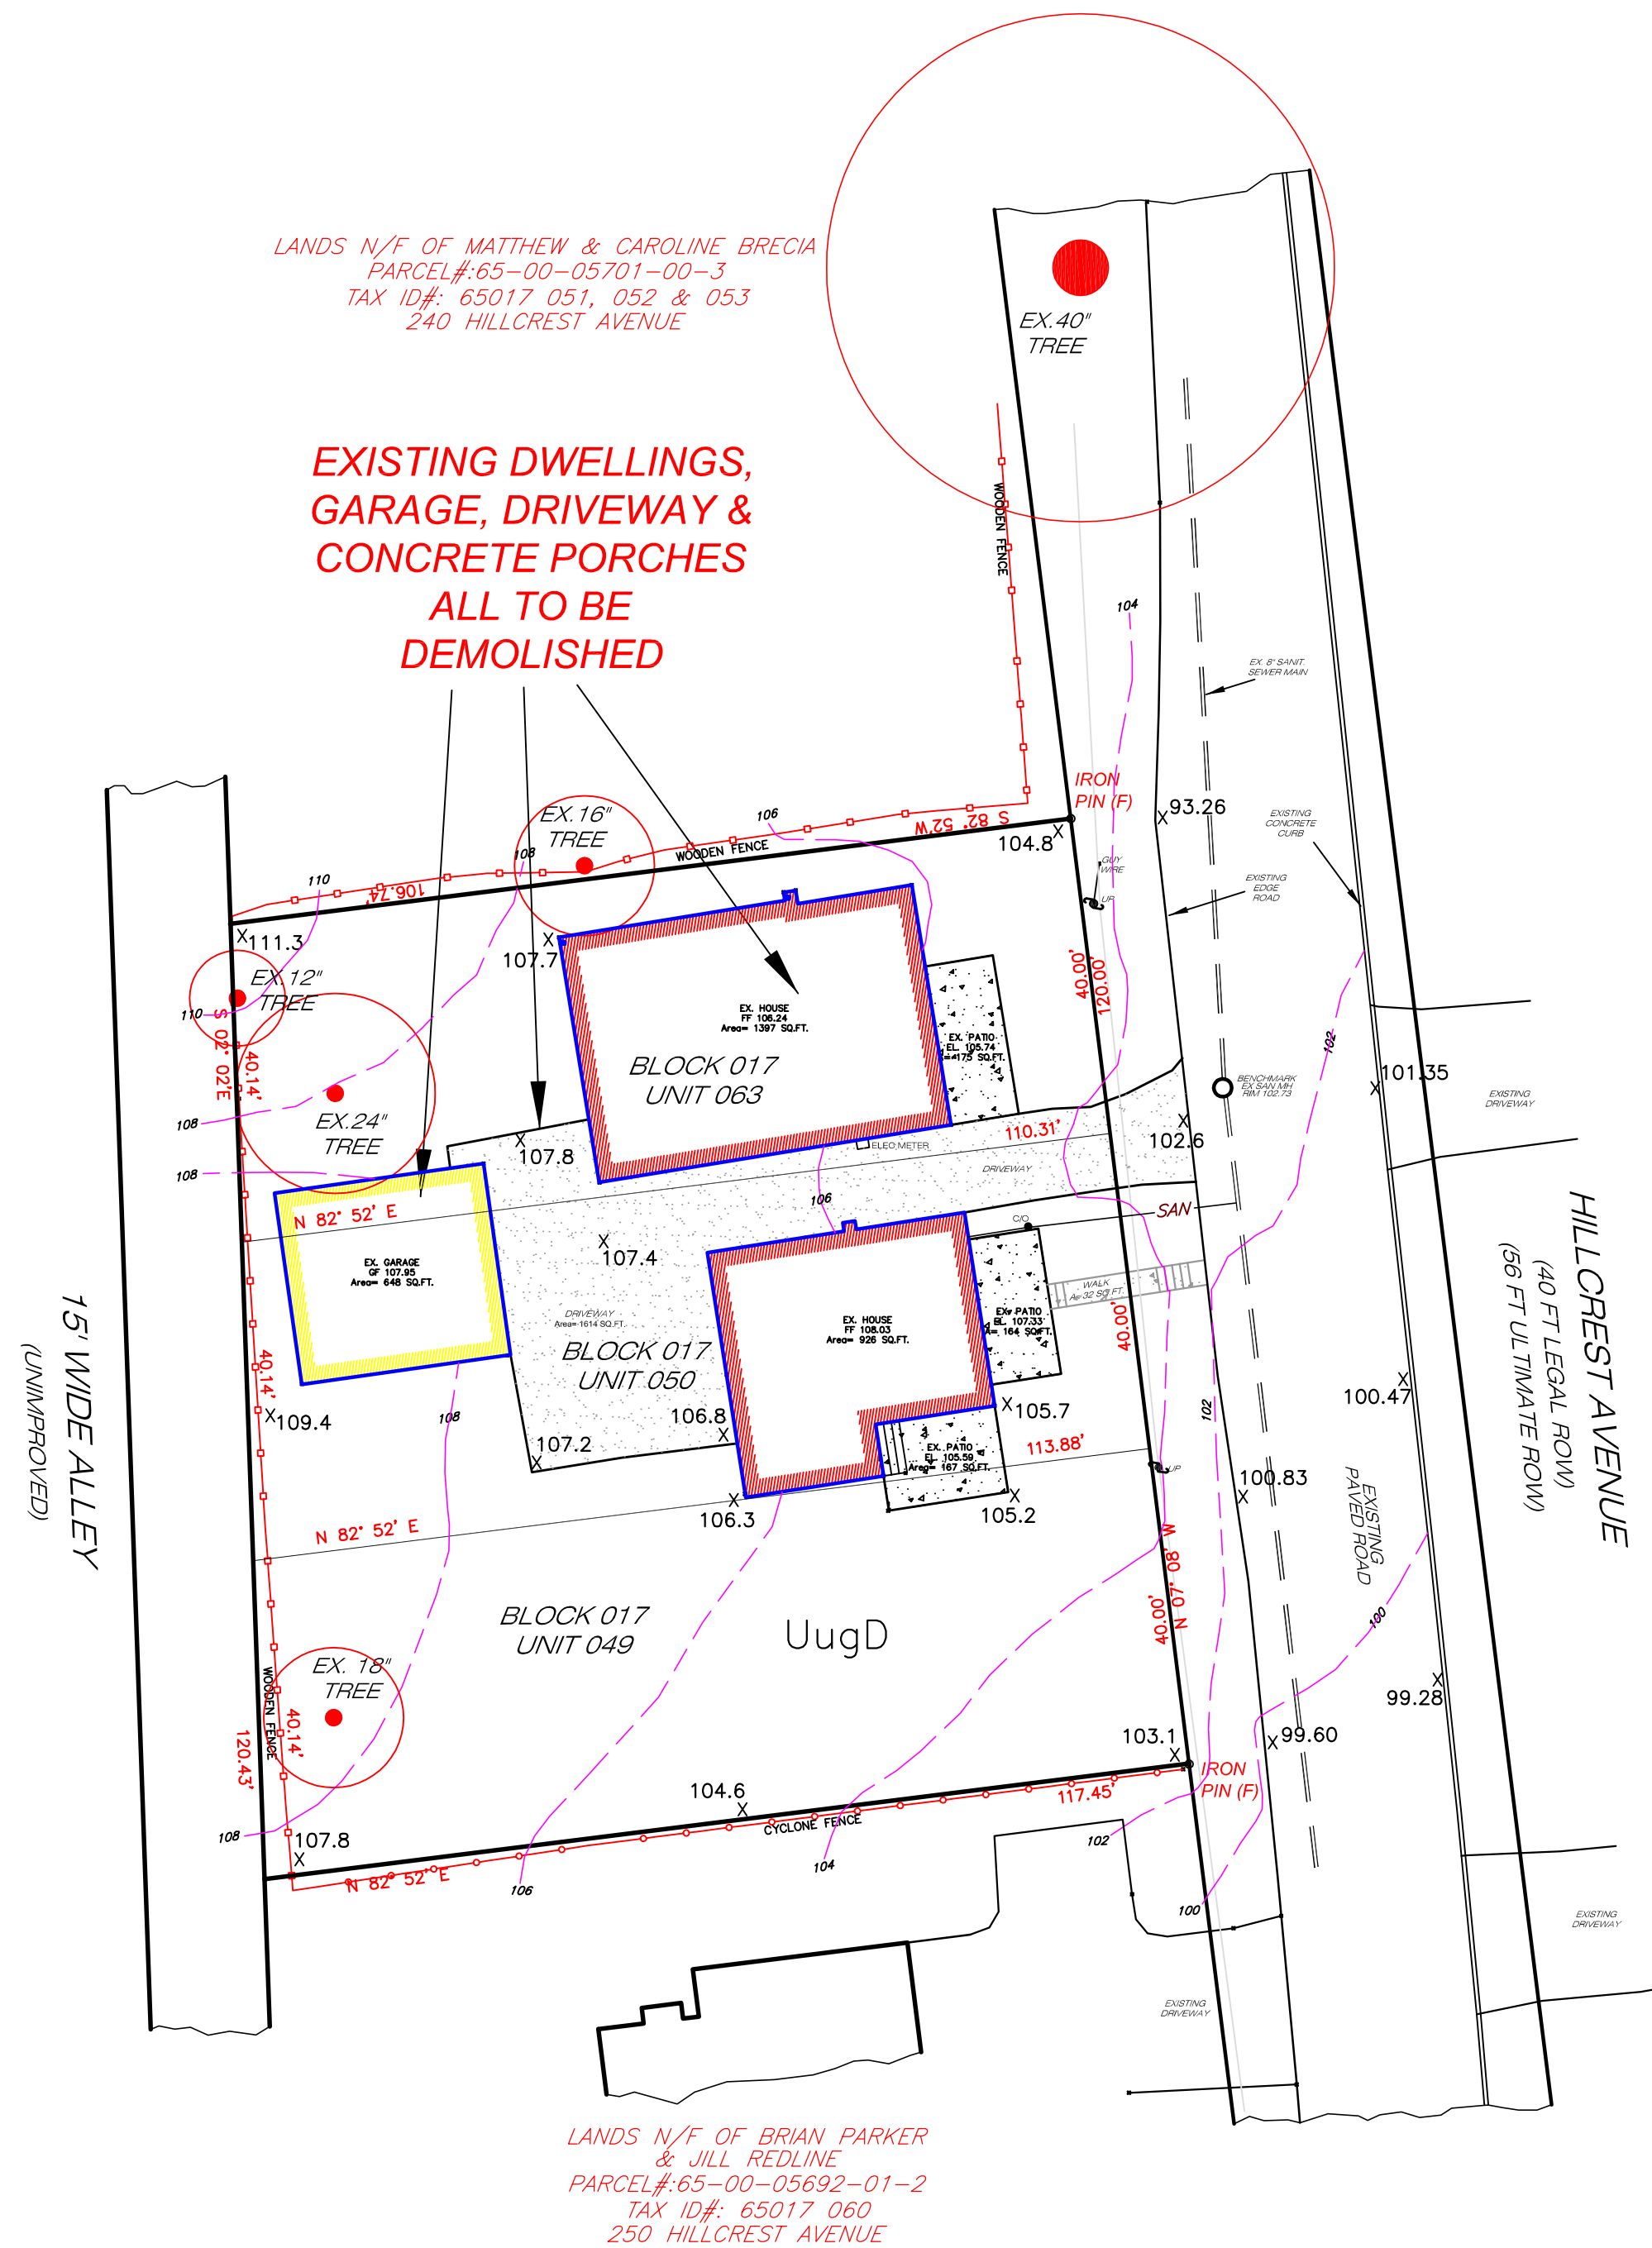 LANDS N/F OF MATTHEW & CAROLINE BRECIA
PARCEL#:65-00-05701-00-3
TAX ID#: 65017 051, 052 & 053
240 HILLCREST AVENUE
EX.40"
TREE
EXISTING DWELLINGS,
GARAGE, DRIVEWAY &
CONCRETE PORCHES
ALL TO BE
DEMOLISHED
WOODEN FENCE
104
EX. 8" SANIT.
SEWER MAIN
IRON
PIN (F)
93.26
EXISTING
CONCRETE
CURB
106
EX.16"
TREE
S 82° 52'W
104.8
WOODEN FENCE
108
110
106.74'
GUY
WIRE
UP
EXISTING
EDGE
ROAD
111.3
107.7
EX.12"
TREE
110
S 02° 02'E
40.14'
EX. HOUSE
FF 106.24
Area= 1397 SQ.FT.
EX. PATIO
EL. 105.74
A=175 SQ.FT.
40.00'
120.00'
102
BLOCK 017
UNIT 063
BENCHMARK
EX SAN MH
RIM 102.73
101.35
EXISTING
DRIVEWAY
EX.24"
TREE
108
107.8
ELEC METER
110.31'
102.6
DRIVEWAY
108
106
N 82° 52' E
C/O
SAN
EX. GARAGE
GF 107.95
Area= 648 SQ.FT.
107.4
WALK
A=32 SQ.FT.
DRIVEWAY
Area=1614 SQ.FT.
EX. HOUSE
FF 108.03
Area= 926 SQ.FT.
EX. PATIO
EL. 107.33
A= 164 SQ.FT.
40.00'
HILLCREST AVENUE
(40 FT LEGAL ROW)
(56 FT ULTIMATE ROW)
15' WIDE ALLEY
(UNIMPROVED)
BLOCK 017
UNIT 050
40.14'
100.47
109.4
108
106.8
105.7
102
107.2
EX. PATIO
EL. 105.59
Area= 167 SQ.FT.
113.88'
UP
100.83
EXISTING
PAVED ROAD
106.3
105.2
N 82° 52' E
40.00'
N 07° 08' W
BLOCK 017
UNIT 049
UugD
100
EX. 18"
TREE
WOODEN FENCE
40.14'
120.43'
99.28
103.1
99.60
IRON
PIN (F)
104.6
117.45'
CYCLONE FENCE
108
107.8
102
104
N 82° 52' E
106
100
EXISTING
DRIVEWAY
EXISTING
DRIVEWAY
LANDS N/F OF BRIAN PARKER
& JILL REDLINE
PARCEL#:65-00-05692-01-2
TAX ID#: 65017 060
250 HILLCREST AVENUE